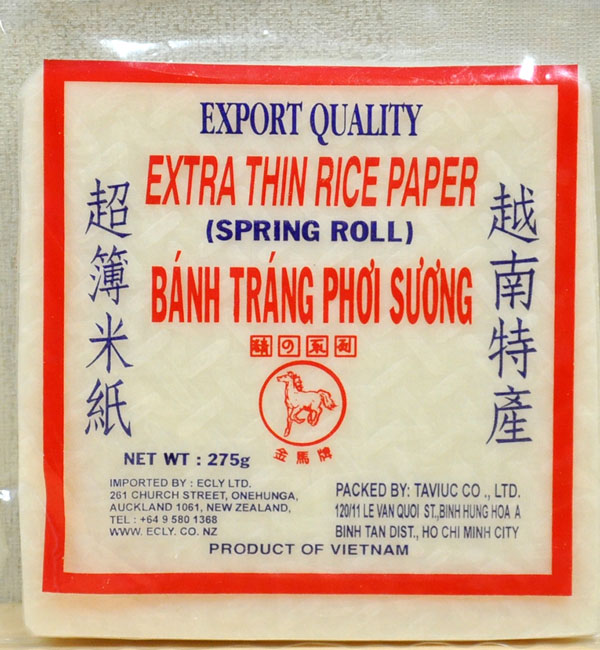 EXPORT QUALITY
EXTRA THIN RICE PAPER
(SPRING ROLL)
BÁNH TRÁNG PHƠI SƯƠNG
超簿米紙
越南特產
金馬牌
NET WT : 275g
IMPORTED BY : ECLY LTD.
261 CHURCH STREET, ONEHUNGA,
AUCKLAND 1061, NEW ZEALAND,
TEL : +64 9 580 1368
WWW. ECLY. CO. NZ
PACKED BY: TAVIUC CO ., LTD.
120/11 LE VAN QUOI ST.,BINH HUNG HOA A
BINH TAN DIST., HO CHI MINH CITY
PRODUCT OF VIETNAM